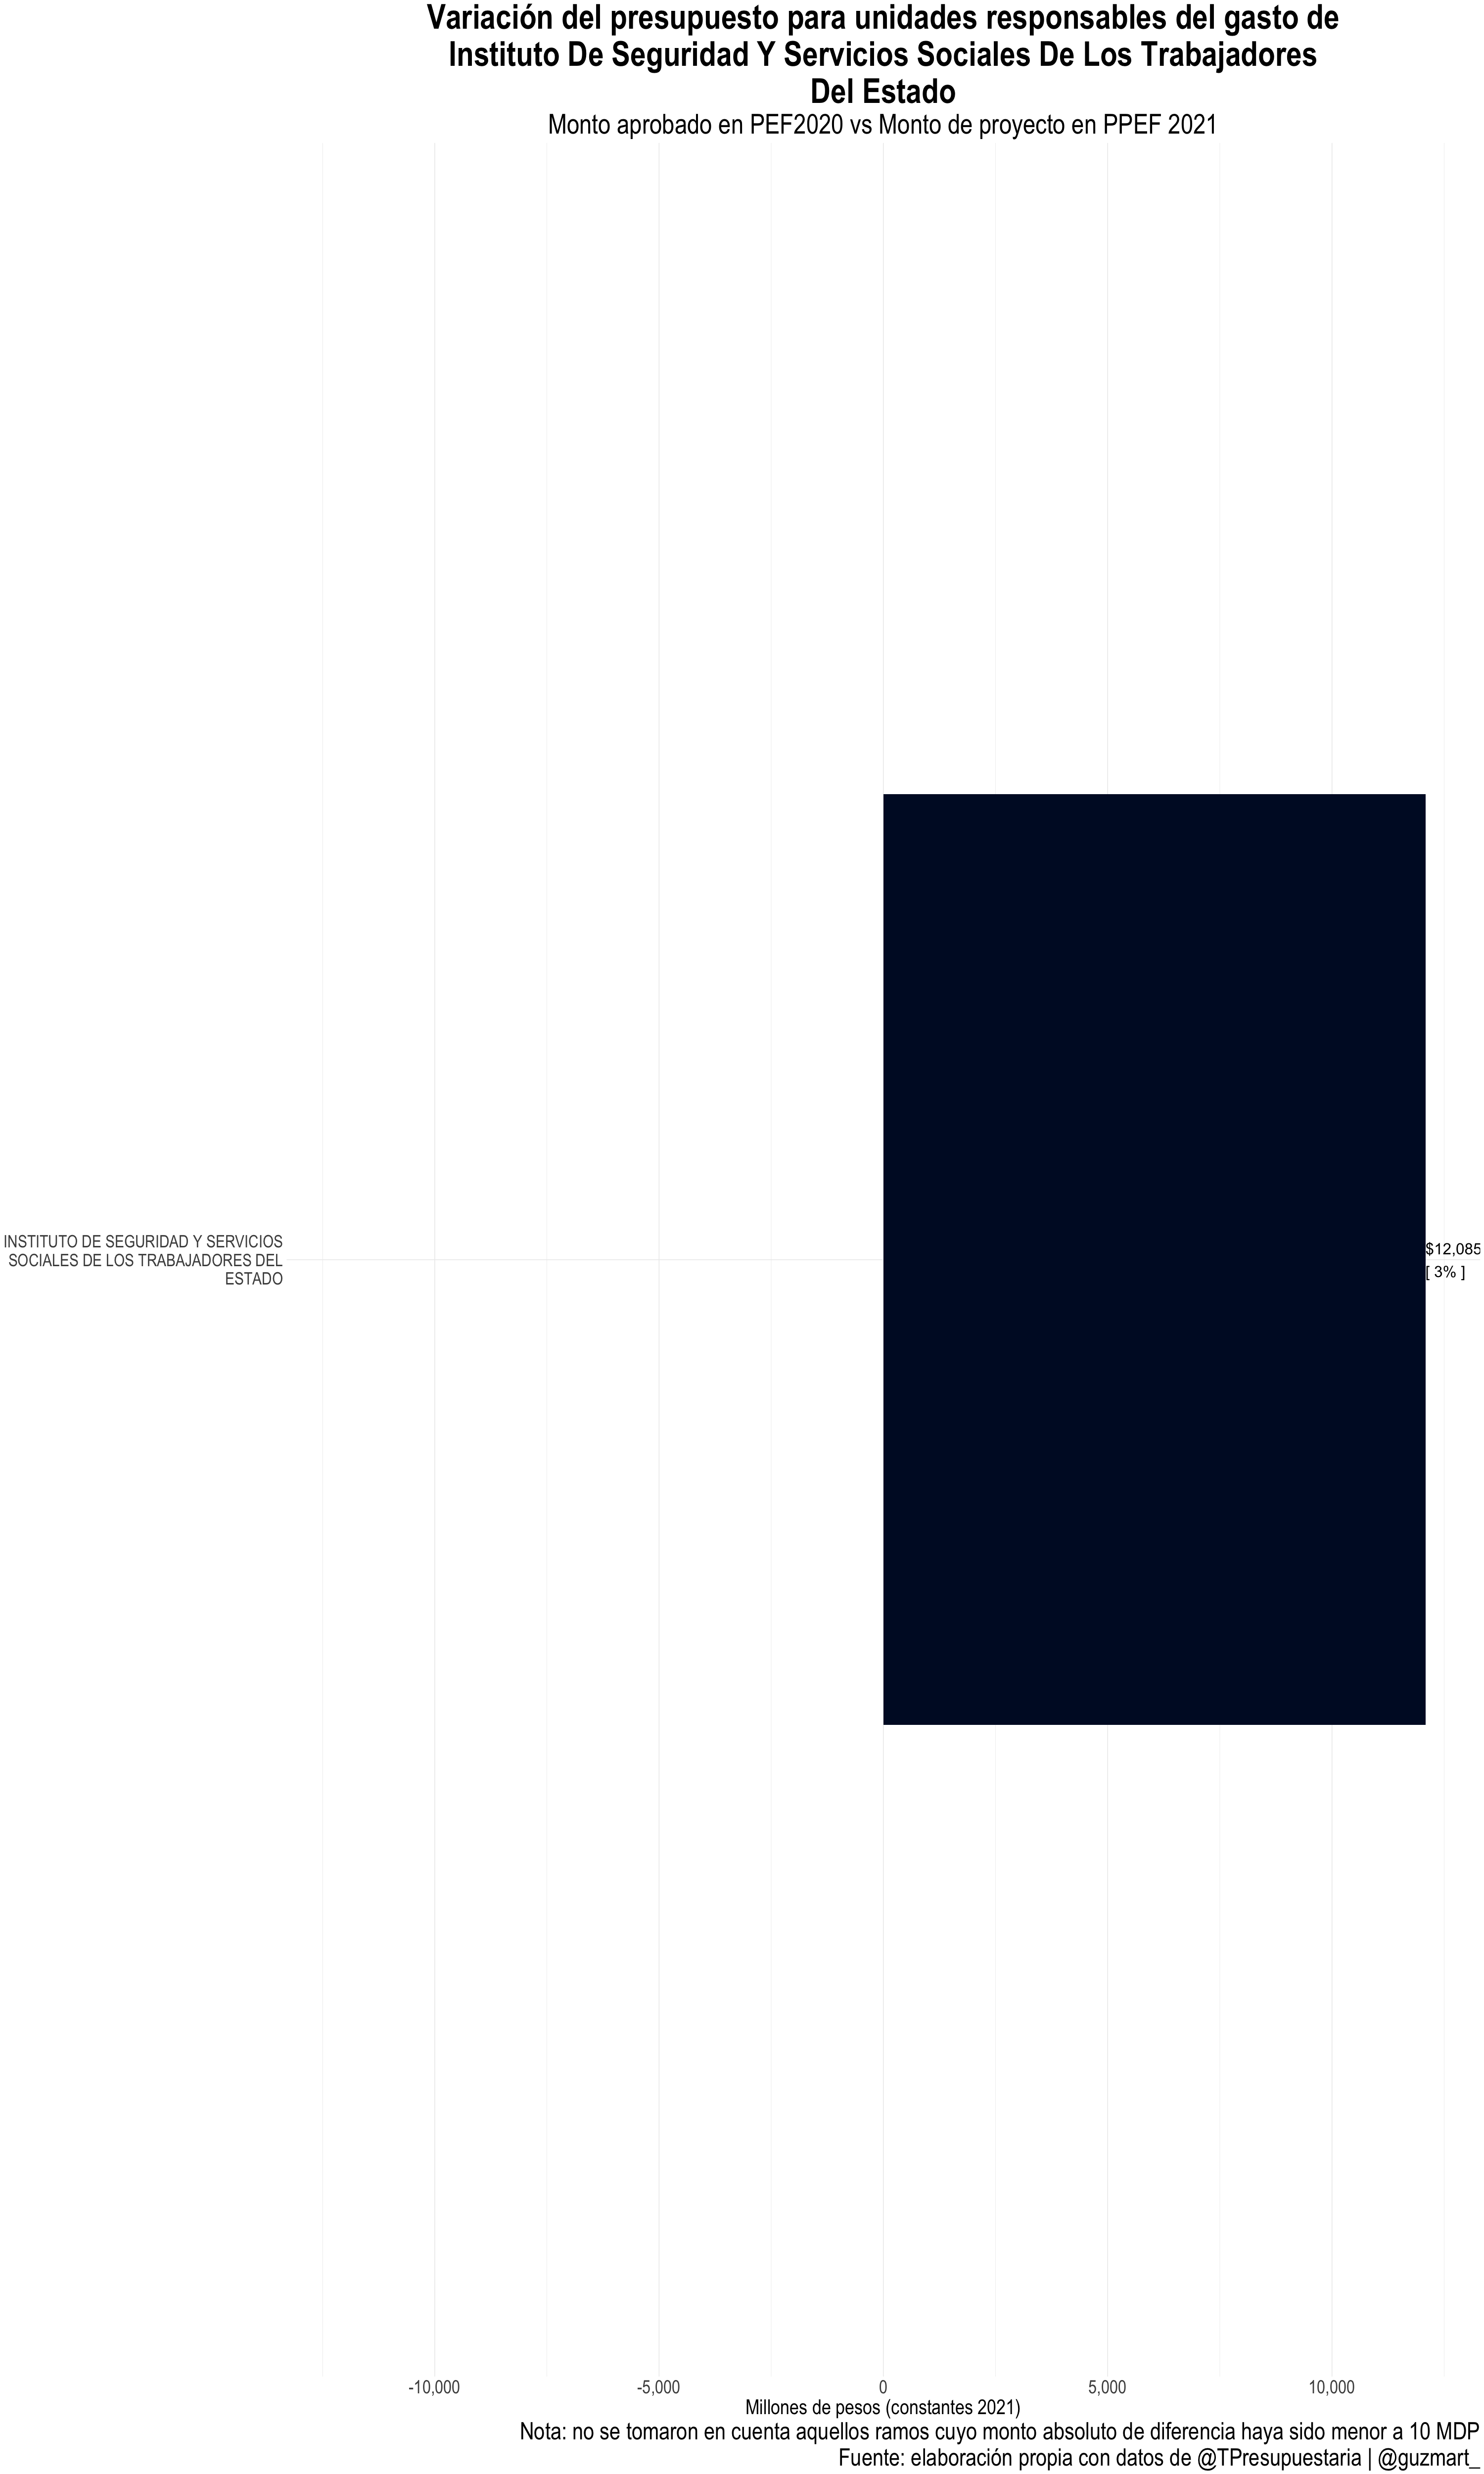 Variación del presupuesto para unidades responsables del gasto de
Instituto De Seguridad Y Servicios Sociales De Los Trabajadores
Del Estado
Monto aprobado en PEF2020 vs Monto de proyecto en PPEF 2021
INSTITUTO DE SEGURIDAD Y SERVICIOS
SOCIALES DE LOS TRABAJADORES DEL
ESTADO
$12,085
[ 3% ]
-10,000 -5,000 0 5,000 10,000
Millones de pesos (constantes 2021)
Nota: no se tomaron en cuenta aquellos ramos cuyo monto absoluto de diferencia haya sido menor a 10 MDP
Fuente: elaboración propia con datos de @TPresupuestaria | @guzmart_